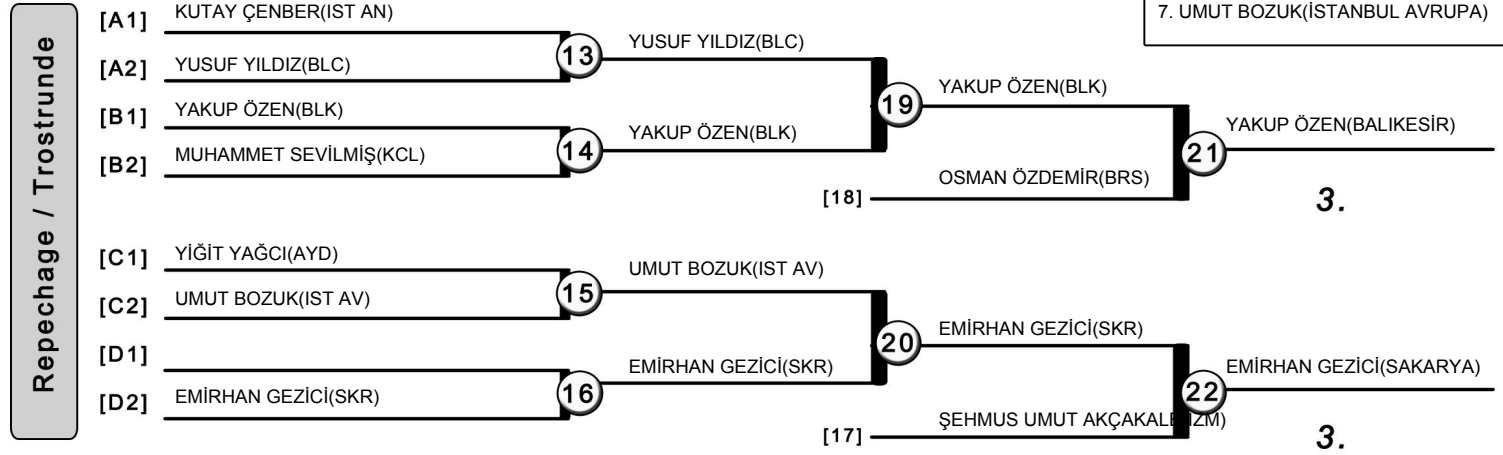 Repechage / Trostrunde
7. UMUT BOZUK(İSTANBUL AVRUPA)
[A1] KUTAY ÇENBER(IST AN)
13 YUSUF YILDIZ(BLC)
[A2] YUSUF YILDIZ(BLC)
19 YAKUP ÖZEN(BLK)
[B1] YAKUP ÖZEN(BLK)
14 YAKUP ÖZEN(BLK)
[B2] MUHAMMET SEVİLMİŞ(KCL)
21 YAKUP ÖZEN(BALIKESİR)
[18] OSMAN ÖZDEMİR(BRS)
3.
[C1] YİĞİT YAĞCI(AYD)
15 UMUT BOZUK(IST AV)
[C2] UMUT BOZUK(IST AV)
20 EMİRHAN GEZİCİ(SKR)
[D1]
16 EMİRHAN GEZİCİ(SKR)
[D2] EMİRHAN GEZİCİ(SKR)
22 EMİRHAN GEZİCİ(SAKARYA)
[17] ŞEHMUS UMUT
3.